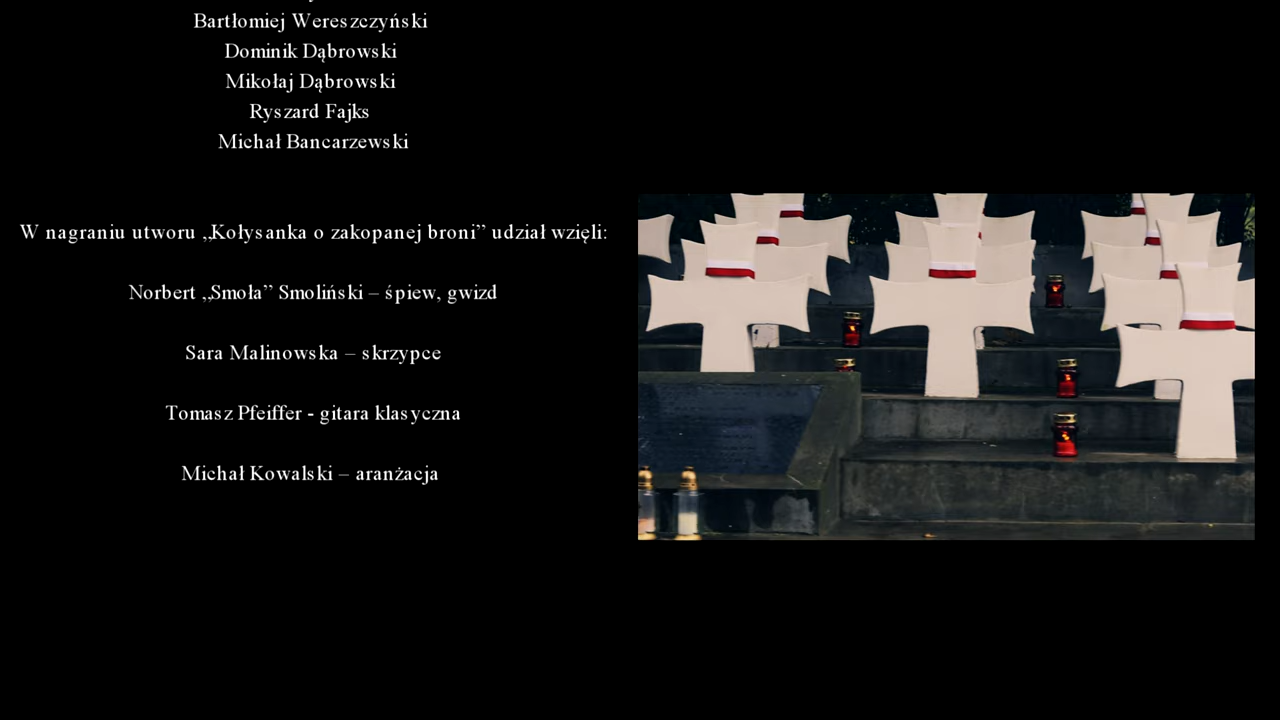 Bartłomiej Wereszczyński
Dominik Dąbrowski
Mikołaj Dąbrowski
Ryszard Fajks
Michał Bancarzewski
W nagraniu utworu „Kołysanka o zakopanej broni” udział wzięli:
Norbert „Smoła” Smoliński – śpiew, gwizd
Sara Malinowska – skrzypce
Tomasz Pfeiffer - gitara klasyczna
Michał Kowalski – aranżacja